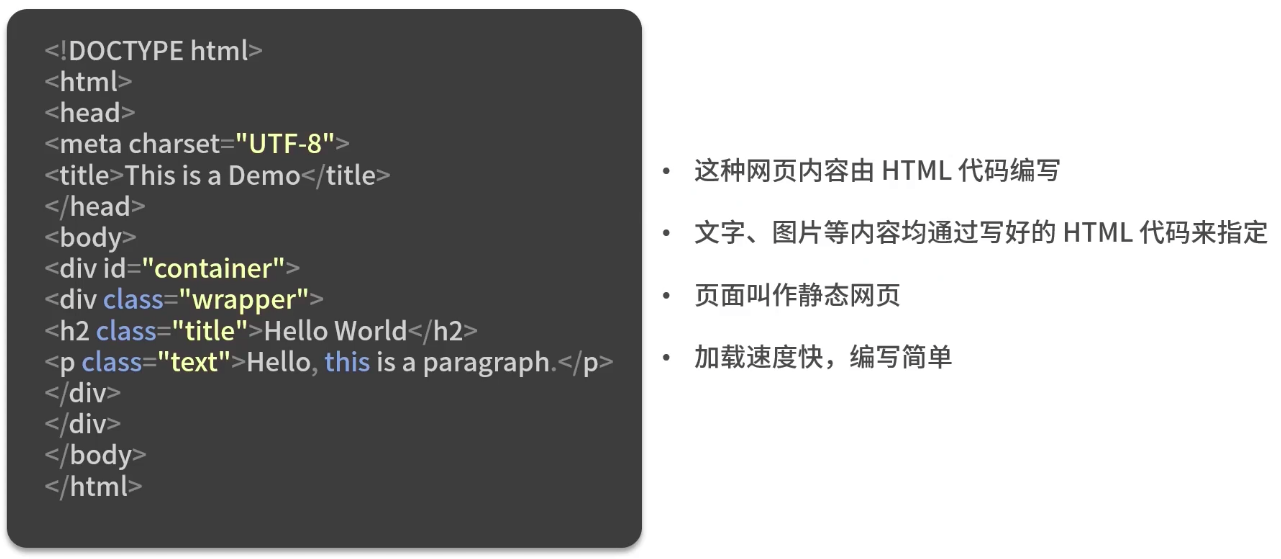 <!DOCTYPE html>
<html>
<head>
<meta charset="UTF-8">
<title>This is a Demo</title>
</head>
<body>
<div id="container">
<div class="wrapper">
<h2 class="title">Hello World</h2>
<p class="text">Hello, this is a paragraph.</p>
</div>
</div>
</body>
</html>
• 这种网页内容由 HTML 代码编写
• 文字、图片等内容均通过写好的 HTML 代码来指定
• 页面叫作静态网页
• 加载速度快，编写简单